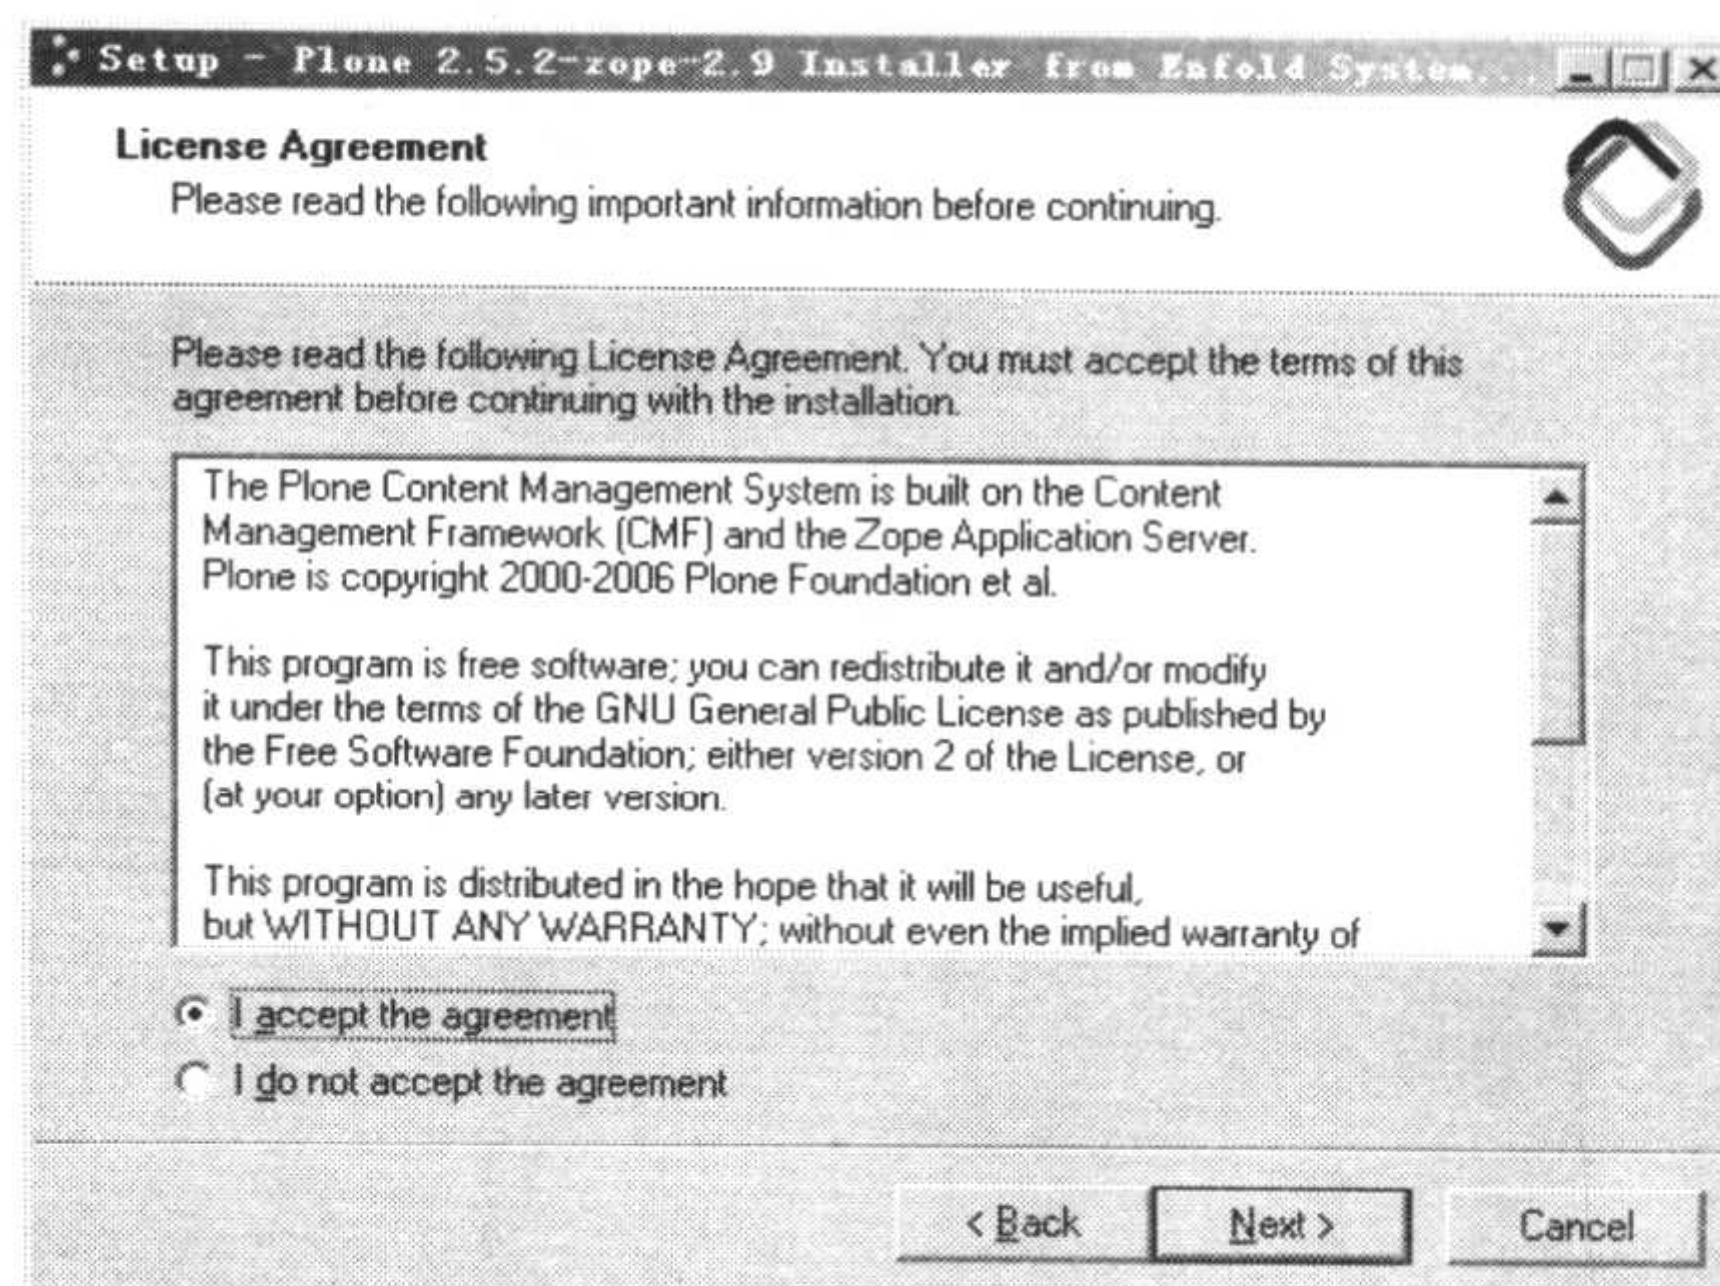 Setup - Plone 2.5.2-zope-2.9 Installer from Enfold System...
License Agreement
Please read the following important information before continuing.
Please read the following License Agreement. You must accept the terms of this
agreement before continuing with the installation.
The Plone Content Management System is built on the Content
Management Framework (CMF) and the Zope Application Server.
Plone is copyright 2000-2006 Plone Foundation et al.
This program is free software; you can redistribute it and/or modify
it under the terms of the GNU General Public License as published by
the Free Software Foundation; either version 2 of the License, or
(at your option) any later version.
This program is distributed in the hope that it will be useful,
but WITHOUT ANY WARRANTY; without even the implied warranty of
I accept the agreement
I do not accept the agreement
< Back Next > Cancel